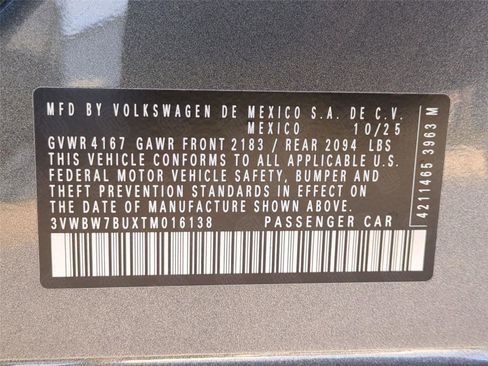 MFD BY VOLKSWAGEN DE MEXICO S.A. DE C.V.
MEXICO 10/25
GVWR 4167 GAWR FRONT 2183 / REAR 2094 LBS
THIS VEHICLE CONFORMS TO ALL APPLICABLE U.S.
FEDERAL MOTOR VEHICLE SAFETY, BUMPER AND
THEFT PREVENTION STANDARDS IN EFFECT ON
THE DATE OF MANUFACTURE SHOWN ABOVE.
3VWBW7BUXTM016138 PASSENGER CAR
4211465 3963 M